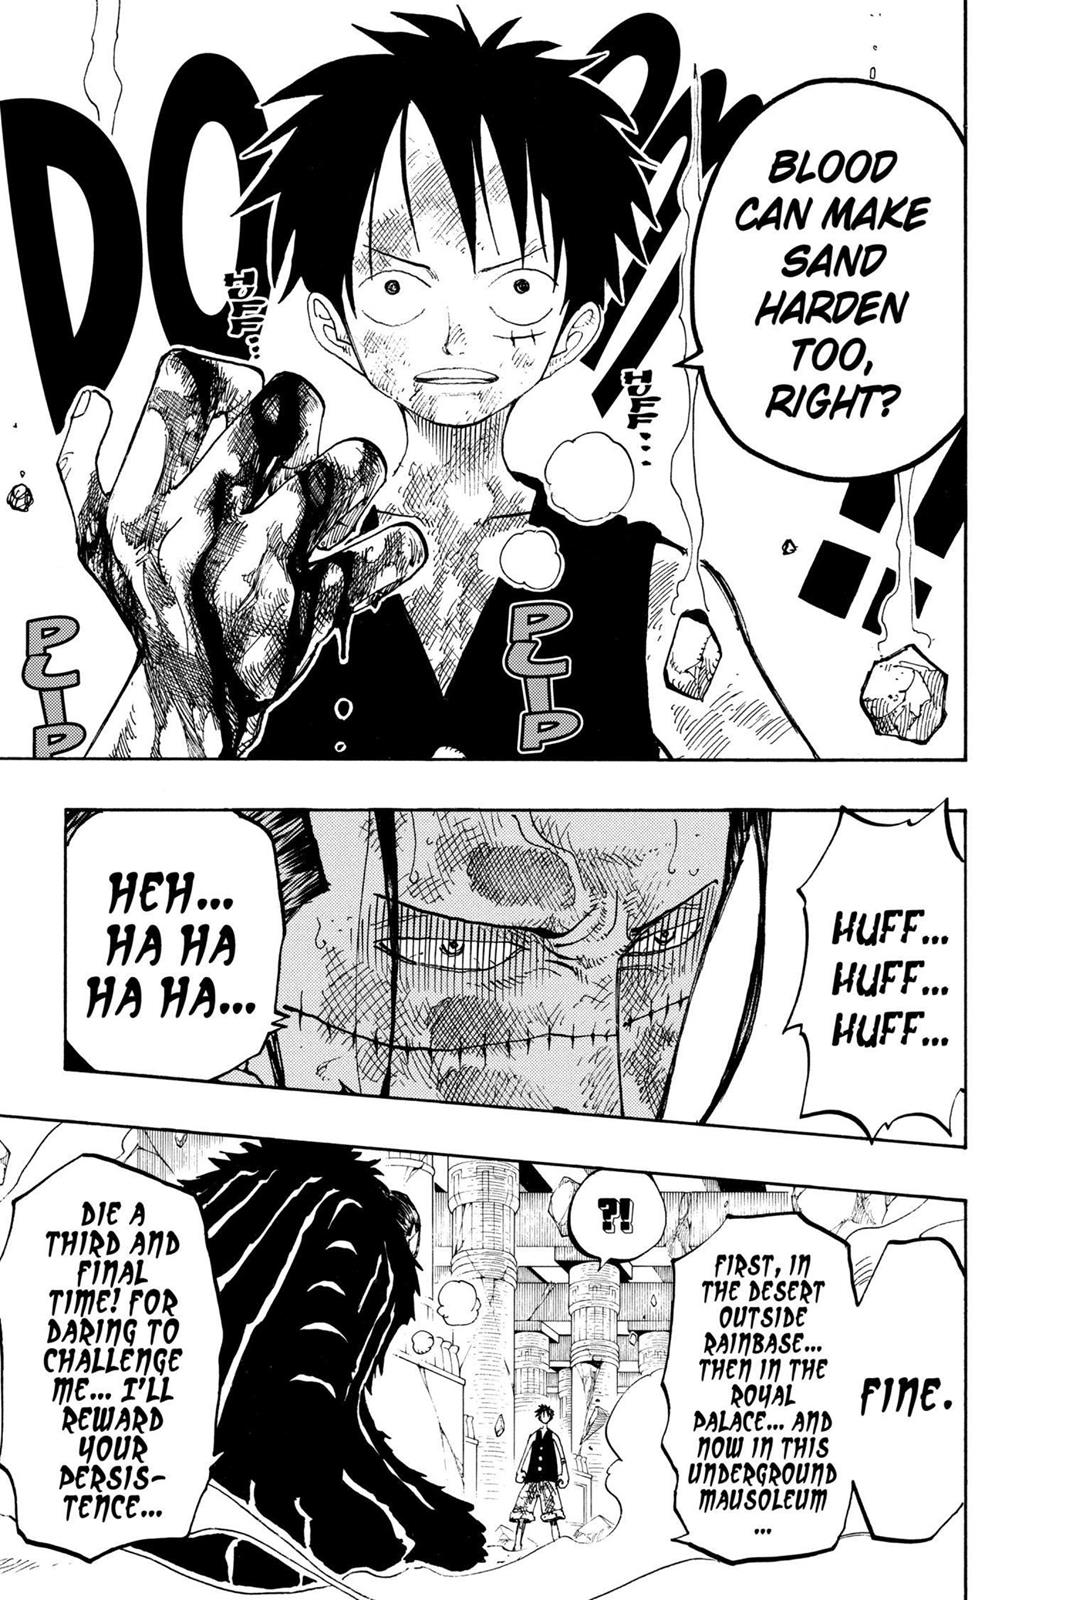 DOOM!!
BLOOD
CAN MAKE
SAND
HARDEN
TOO,
RIGHT?
HUFF...
HUFF...
PLIP
PLIP
HUFF...
HUFF...
HUFF...
HEH...
HA HA
HA HA...
FINE.
FIRST, IN
THE DESERT
OUTSIDE
RAINBASE...
THEN IN THE
ROYAL
PALACE... AND
NOW IN THIS
UNDERGROUND
MAUSOLEUM
...
?!
DIE A
THIRD AND
FINAL
TIME! FOR
DARING TO
CHALLENGE
ME... I'LL
REWARD
YOUR
PERSIS-
TENCE...